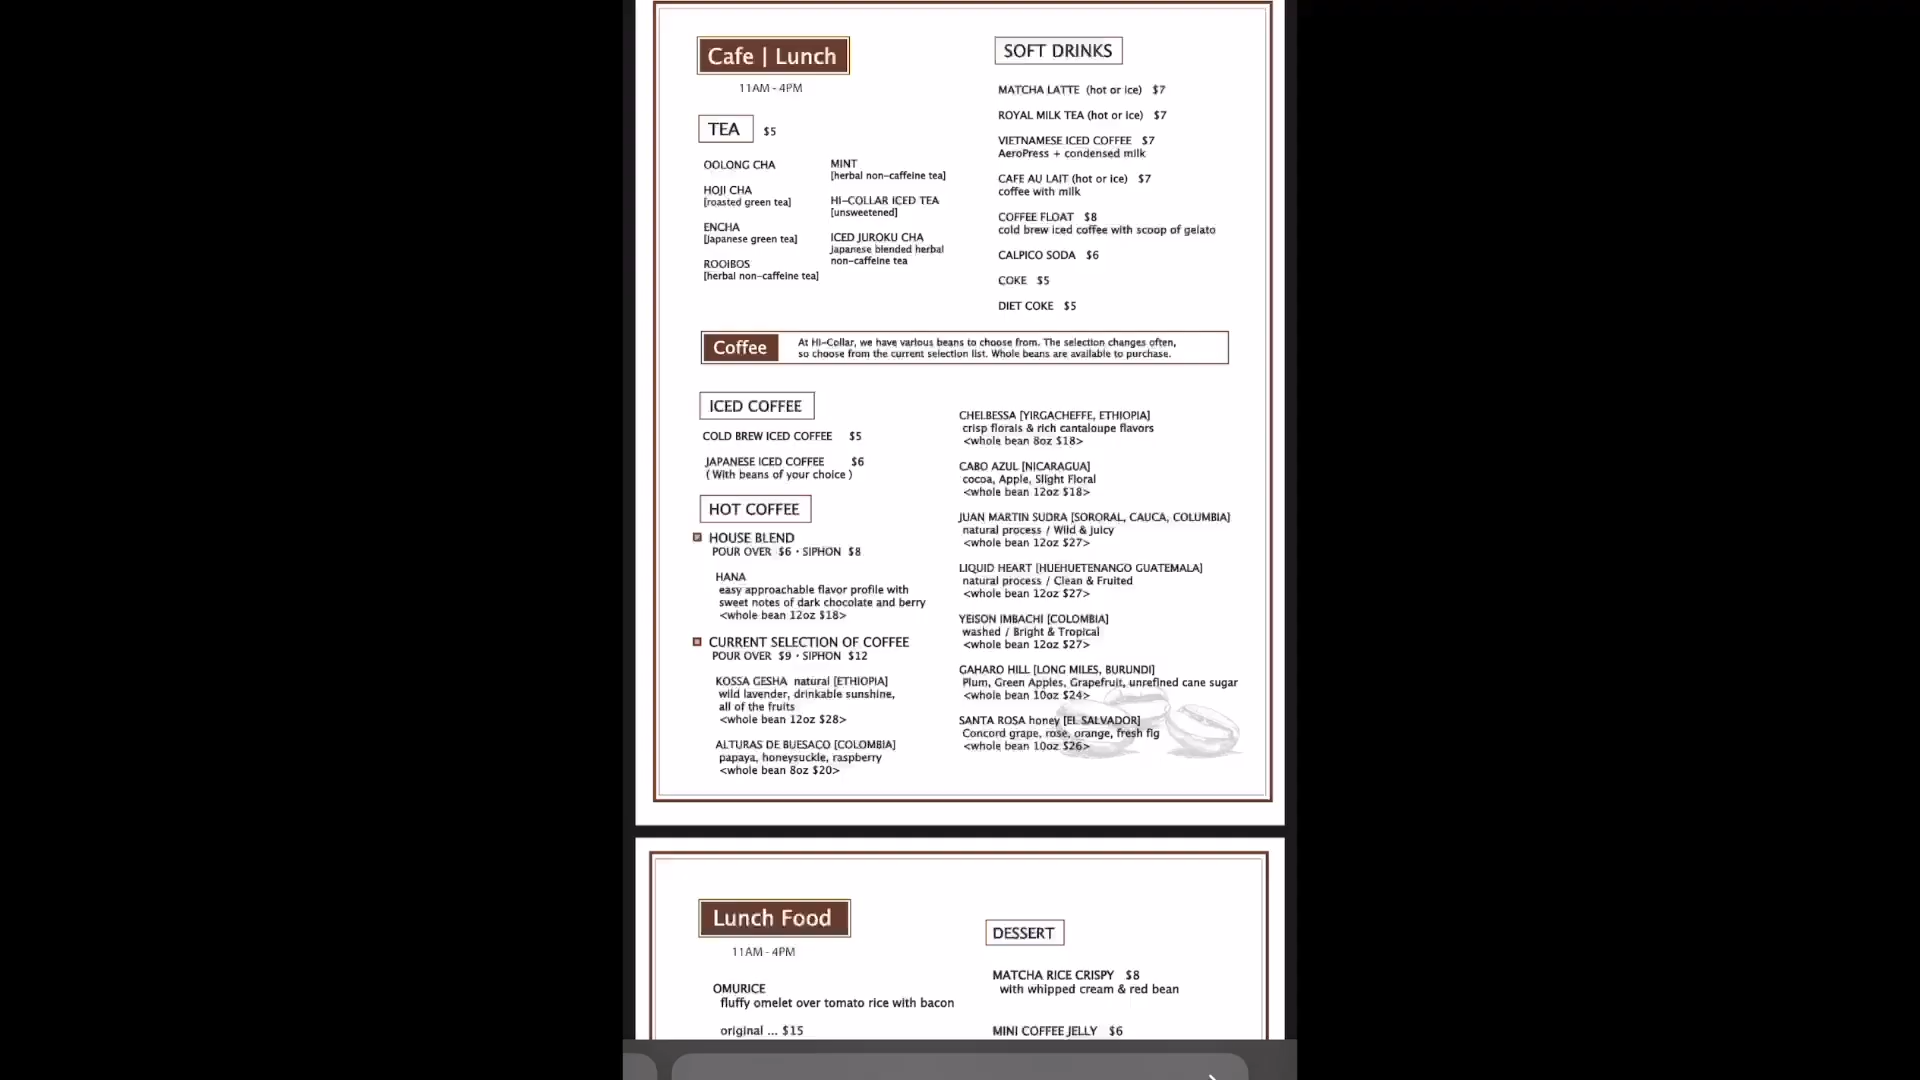 Cafe | Lunch
11AM - 4PM
TEA $5
OOLONG CHA
HOJI CHA
[roasted green tea]
ENCHA
[Japanese green tea]
ROOIBOS
[herbal non-caffeine tea]
MINT
[herbal non-caffeine tea]
HI-COLLAR ICED TEA
[unsweetened]
ICED JUROKU CHA
Japanese blended herbal
non-caffeine tea
SOFT DRINKS
MATCHA LATTE (hot or ice) $7
ROYAL MILK TEA (hot or ice) $7
VIETNAMESE ICED COFFEE $7
AeroPress + condensed milk
CAFE AU LAIT (hot or ice) $7
coffee with milk
COFFEE FLOAT $8
cold brew iced coffee with scoop of gelato
CALPICO SODA $6
COKE $5
DIET COKE $5
Coffee
At Hi-Collar, we have various beans to choose from. The selection changes often,
so choose from the current selection list. Whole beans are available to purchase.
ICED COFFEE
COLD BREW ICED COFFEE $5
JAPANESE ICED COFFEE $6
( With beans of your choice )
HOT COFFEE
HOUSE BLEND
POUR OVER $6 · SIPHON $8
HANA
easy approachable flavor profile with
sweet notes of dark chocolate and berry
<whole bean 12oz $18>
CURRENT SELECTION OF COFFEE
POUR OVER $9 · SIPHON $12
KOSSA GESHA natural [ETHIOPIA]
wild lavender, drinkable sunshine,
all of the fruits
<whole bean 12oz $28>
ALTURAS DE BUESACO [COLOMBIA]
papaya, honeysuckle, raspberry
<whole bean 8oz $20>
CHELBESSA [YIRGACHEFFE, ETHIOPIA]
crisp florals & rich cantaloupe flavors
<whole bean 8oz $18>
CABO AZUL [NICARAGUA]
cocoa, Apple, Slight Floral
<whole bean 12oz $18>
JUAN MARTIN SUDRA [SORORAL, CAUCA, COLUMBIA]
natural process / Wild & Juicy
<whole bean 12oz $27>
LIQUID HEART [HUEHUETENANGO GUATEMALA]
natural process / Clean & Fruited
<whole bean 12oz $27>
YEISON IMBACHI [COLOMBIA]
washed / Bright & Tropical
<whole bean 12oz $27>
GAHARO HILL [LONG MILES, BURUNDI]
Plum, Green Apples, Grapefruit, unrefined cane sugar
<whole bean 10oz $24>
SANTA ROSA honey [EL SALVADOR]
Concord grape, rose, orange, fresh fig
<whole bean 10oz $26>
Lunch Food
11AM - 4PM
OMURICE
fluffy omelet over tomato rice with bacon
original ... $15
DESSERT
MATCHA RICE CRISPY $8
with whipped cream & red bean
MINI COFFEE JELLY $6